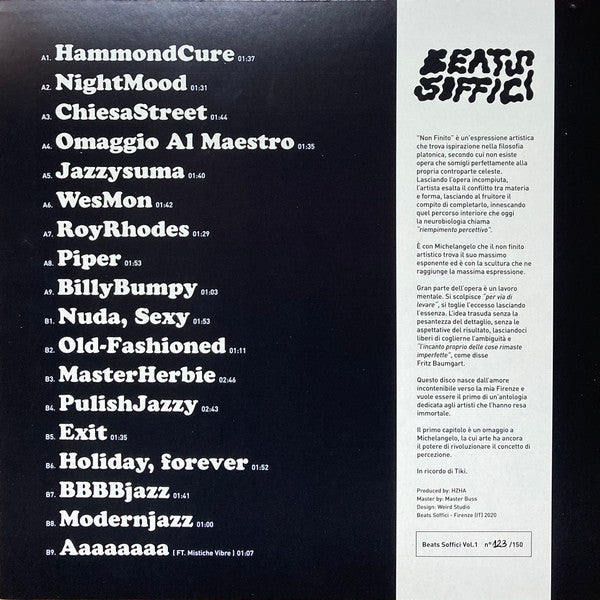 A1. HammondCure 01:37
A2. NightMood 01:31
A3. ChiesaStreet 01:44
A4. Omaggio Al Maestro 01:35
A5. Jazzysuma 01:40
A6. WesMon 01:42
A7. RoyRhodes 01:29
A8. Piper 01:53
A9. BillyBumpy 01:03
B1. Nuda, Sexy 01:53
B2. Old-Fashioned 01:11
B3. MasterHerbie 02:46
B4. PulishJazzy 02:43
B5. Exit 01:35
B6. Holiday, forever 01:52
B7. BBBBjazz 01:41
B8. Modernjazz 01:00
B9. Aaaaaaaa ( FT. Mistiche Vibre ) 01:07
BEATS
SOFFICI
"Non Finito" è un'espressione artistica
che trova ispirazione nella filosofia
platonica, secondo cui non esiste
opera che somigli perfettamente alla
propria controparte celeste.
Lasciando l'opera incompiuta,
l'artista esalta il conflitto tra materia
e forma, lasciando al fruitore il
compito di completarlo, innescando
quel percorso interiore che oggi
la neurobiologia chiama
"riempimento percettivo".
È con Michelangelo che il non finito
artistico trova il suo massimo
esponente ed è con la scultura che ne
raggiunge la massima espressione.
Gran parte dell'opera è un lavoro
mentale. Si scolpisce "per via di
levare", si toglie l'eccesso lasciando
l'essenza. L'idea trasuda senza la
pesantezza del dettaglio, senza le
aspettative del risultato, lasciandoci
liberi di coglierne l'ambiguità e
"l'incanto proprio delle cose rimaste
imperfette", come disse
Fritz Baumgart.
Questo disco nasce dall'amore
incontenibile verso la mia Firenze e
vuole essere il primo di un'antologia
dedicata agli artisti che l'hanno resa
immortale.
Il primo capitolo è un omaggio a
Michelangelo, la cui arte ha ancora
il potere di rivoluzionare il concetto di
percezione.
In ricordo di Tiki.
Produced by: HZHA
Master by: Master Buss
Design: Weird Studio
Beats Soffici - Firenze (IT) 2020
Beats Soffici Vol.1 n° 123 /150